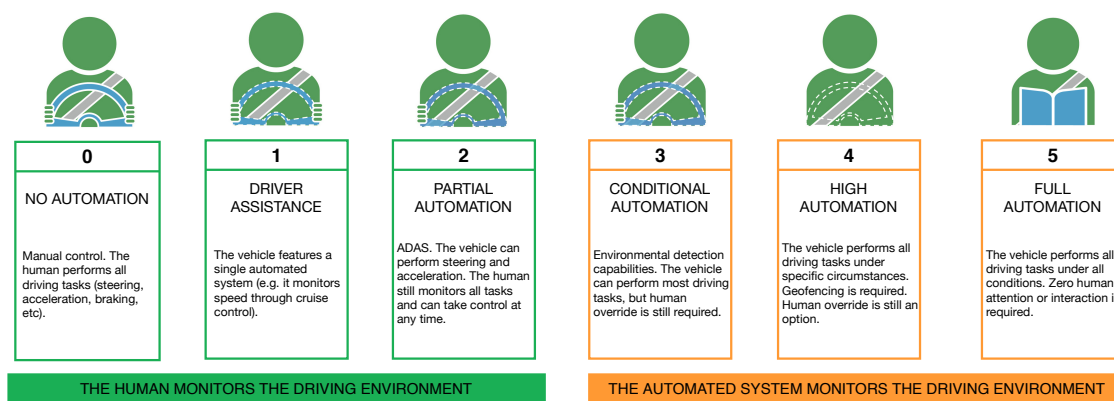 0
NO AUTOMATION
Manual control. The
human performs all
driving tasks (steering,
acceleration, braking,
etc).
1
DRIVER
ASSISTANCE
The vehicle features a
single automated
system (e.g. it monitors
speed through cruise
control).
2
PARTIAL
AUTOMATION
ADAS. The vehicle can
perform steering and
acceleration. The human
still monitors all tasks
and can take control at
any time.
3
CONDITIONAL
AUTOMATION
Environmental detection
capabilities. The vehicle
can perform most driving
tasks, but human
override is still required.
4
HIGH
AUTOMATION
The vehicle performs all
driving tasks under
specific circumstances.
Geofencing is required.
Human override is still an
option.
5
FULL
AUTOMATION
The vehicle performs all
driving tasks under all
conditions. Zero human
attention or interaction i
required.
THE HUMAN MONITORS THE DRIVING ENVIRONMENT
THE AUTOMATED SYSTEM MONITORS THE DRIVING ENVIRONMENT